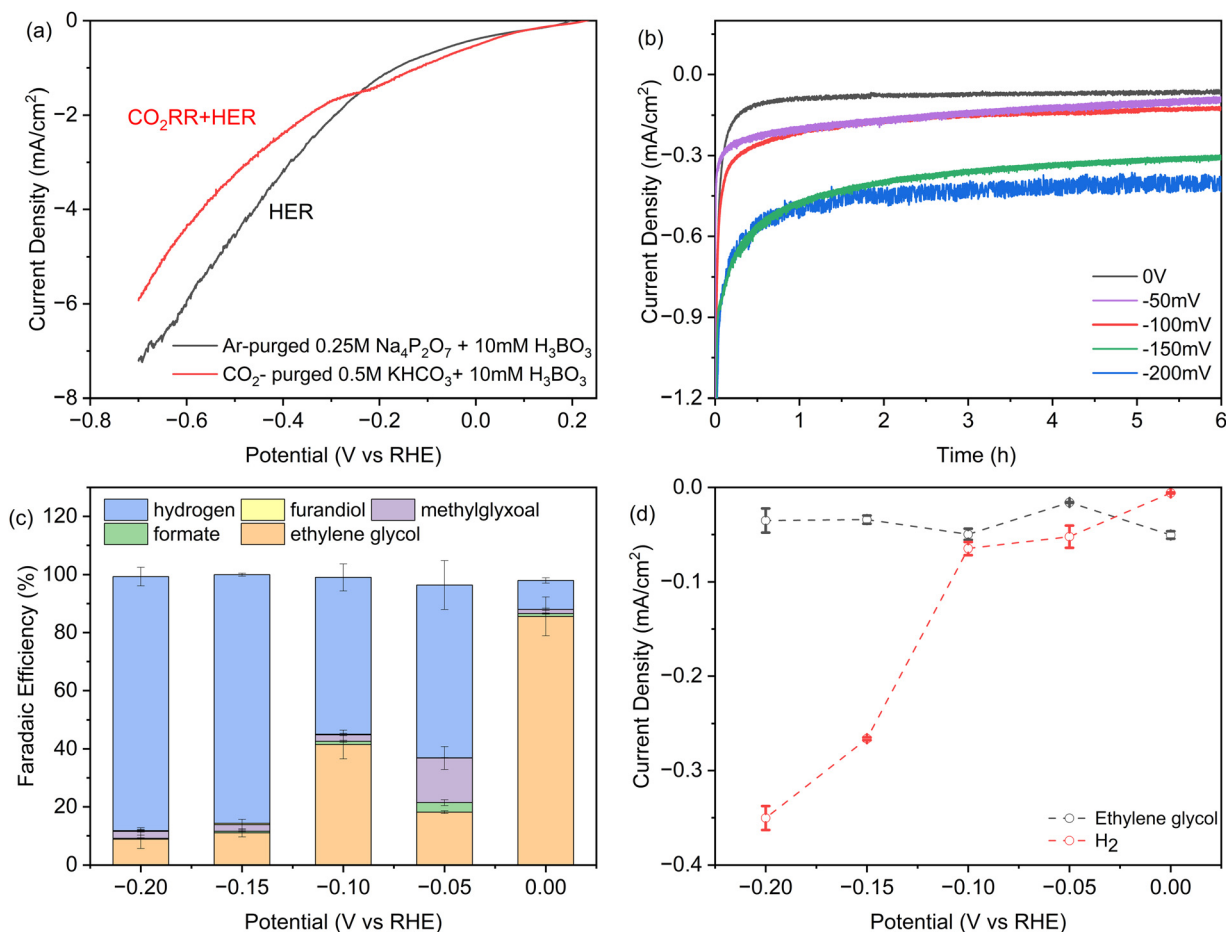 (a)
0
−2
−4
−6
−8
Current Density (mA/cm²)
CO₂RR+HER
HER
Ar-purged 0.25M Na₄P₂O₇ + 10mM H₃BO₃
CO₂- purged 0.5M KHCO₃+ 10mM H₃BO₃
−0.8 −0.6 −0.4 −0.2 0.0 0.2
Potential (V vs RHE)
(b)
0.0
−0.3
−0.6
−0.9
−1.2
Current Density (mA/cm²)
0V
-50mV
-100mV
-150mV
-200mV
0 1 2 3 4 5 6
Time (h)
(c)
120
100
80
60
40
20
0
Faradaic Efficiency (%)
hydrogen furandiol methylglyxoal
formate ethylene glycol
−0.20 −0.15 −0.10 −0.05 0.00
Potential (V vs RHE)
(d)
0.0
−0.1
−0.2
−0.3
−0.4
Current Density (mA/cm²)
Ethylene glycol
H₂
−0.20 −0.15 −0.10 −0.05 0.00
Potential (V vs RHE)